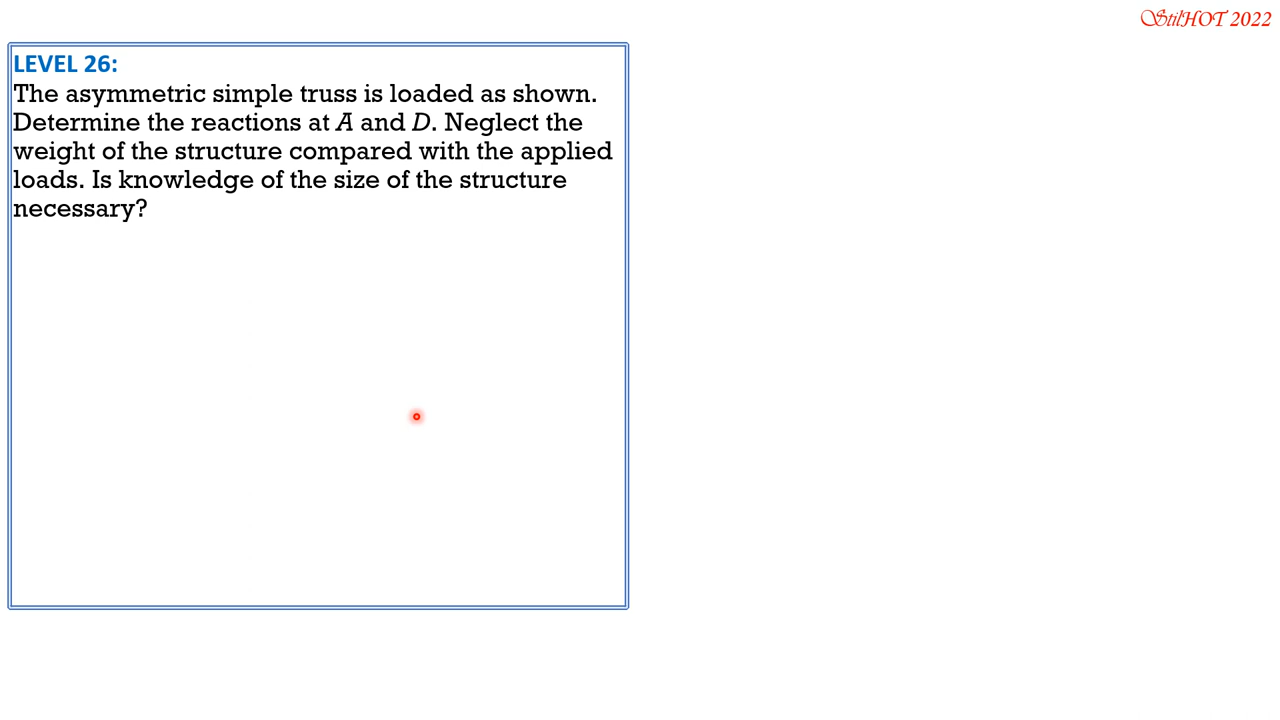 StilHOT 2022
LEVEL 26:
The asymmetric simple truss is loaded as shown.
Determine the reactions at A and D. Neglect the
weight of the structure compared with the applied
loads. Is knowledge of the size of the structure
necessary?